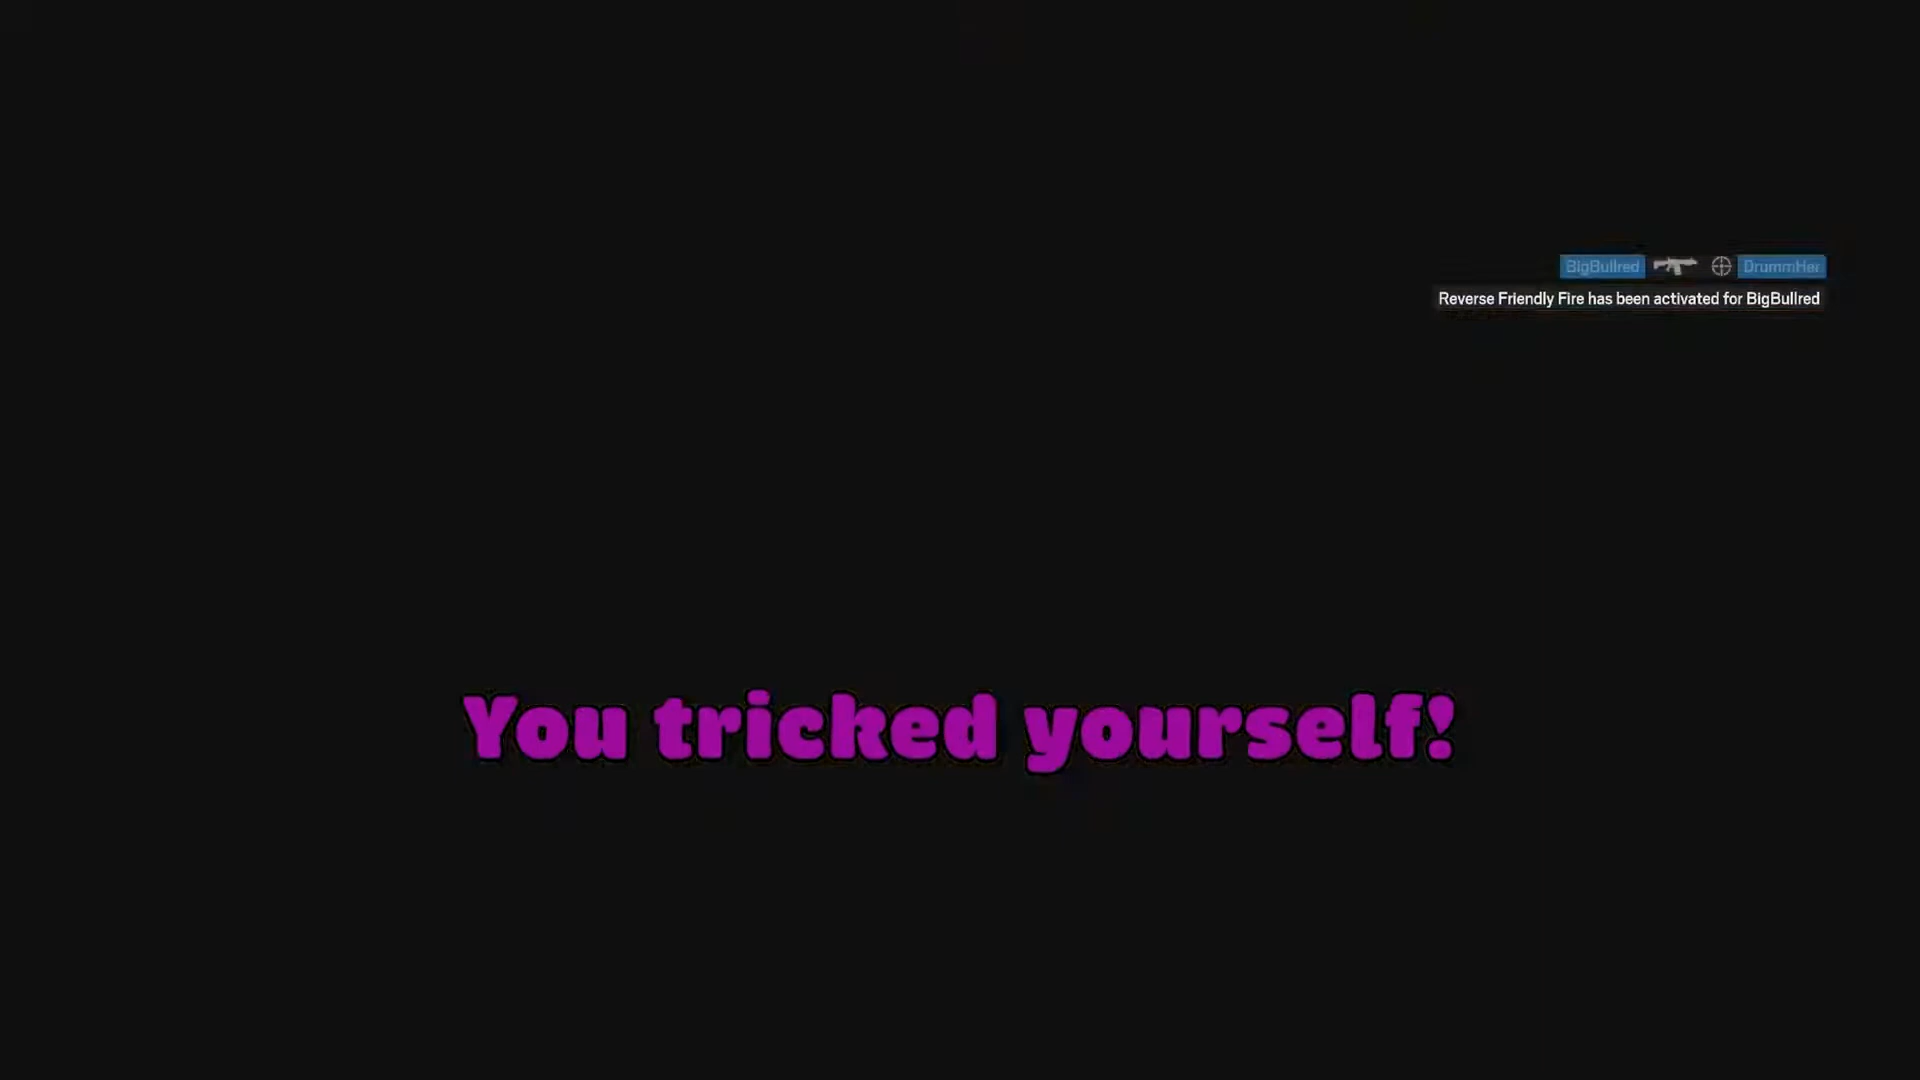 BigBullred DrummHer
Reverse Friendly Fire has been activated for BigBullred
You tricked yourself!